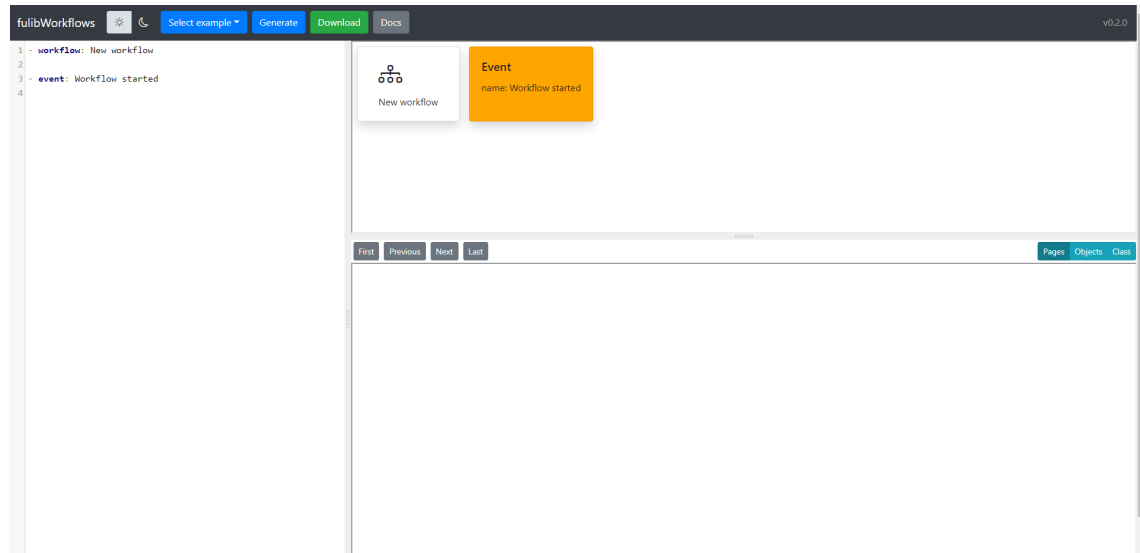 fulibWorkflows Select example Generate Download Docs v0.2.0
1 - workflow: New workflow
2
3 - event: Workflow started
4
New workflow
Event
name: Workflow started
First Previous Next Last Pages Objects Class